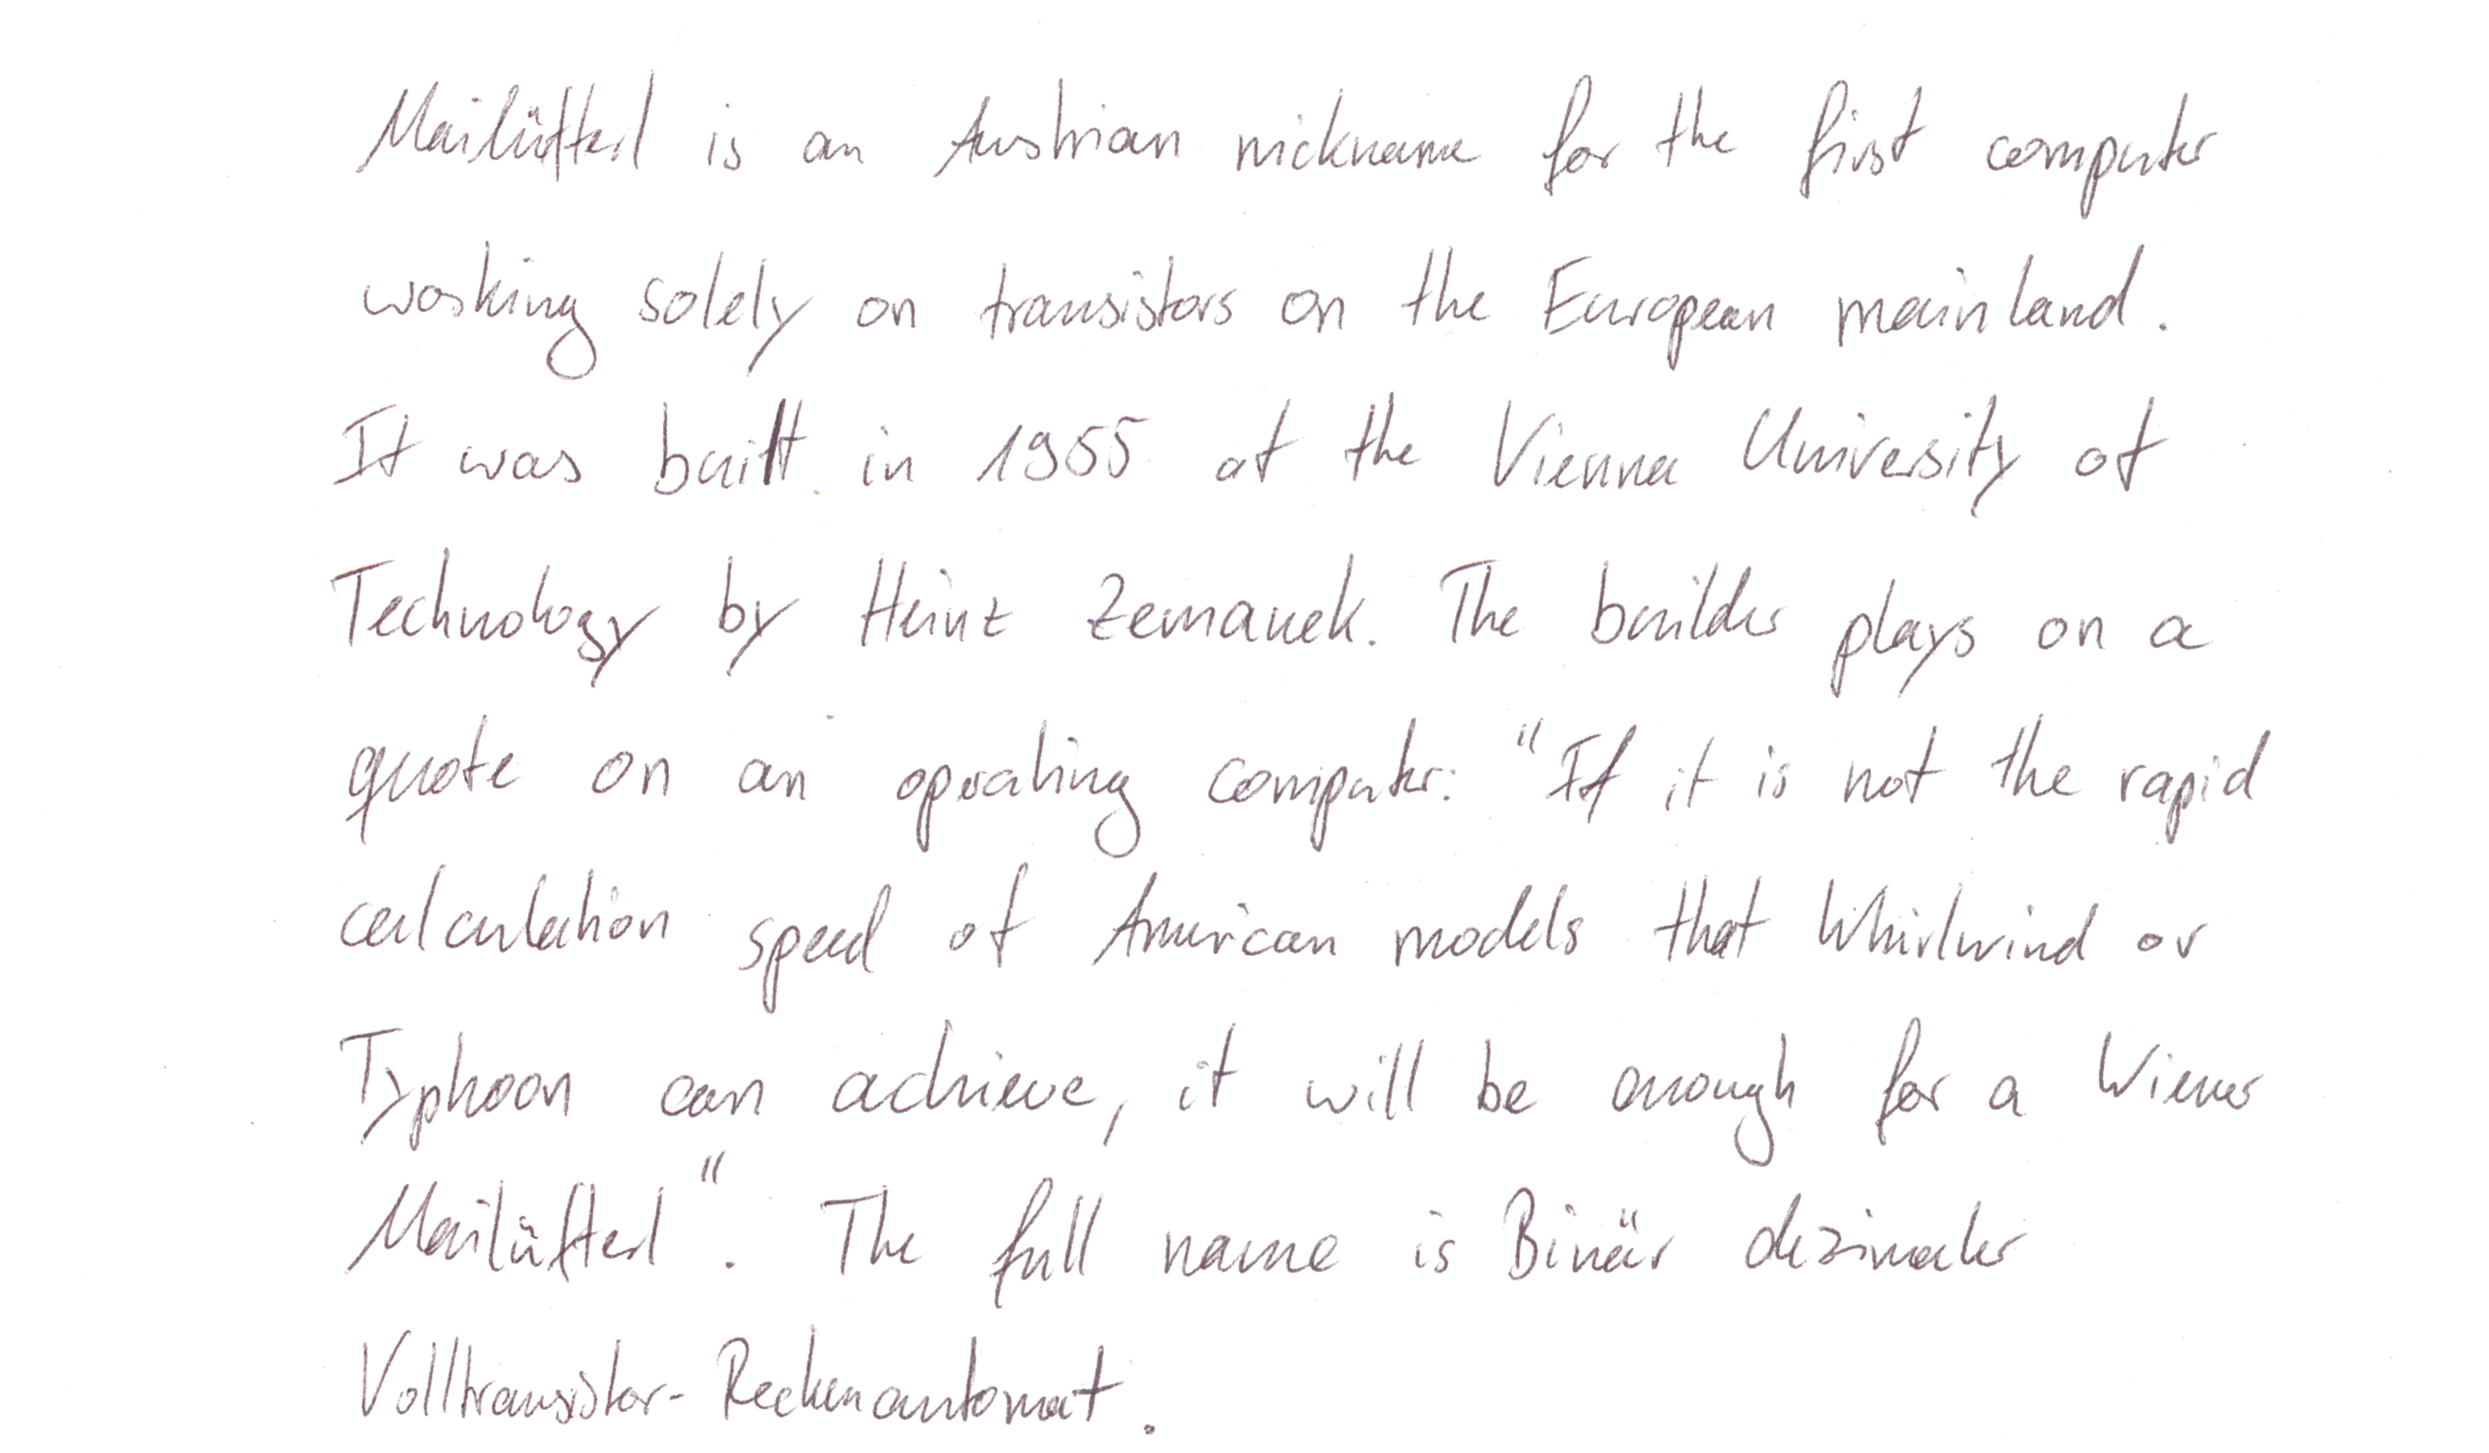 Mailüfterl is an Austrian nickname for the first computer
working solely on transistors on the European mainland.
It was built in 1955 at the Vienna University of
Technology by Heinz Zemanek. The builder plays on a
quote on an operating computer: "If it is not the rapid
calculation speed of American models that Whirlwind or
Typhoon can achieve, it will be enough for a Wiener
Mailüfterl". The full name is Binär dezimaler
Volltransistor-Rechenautomat.